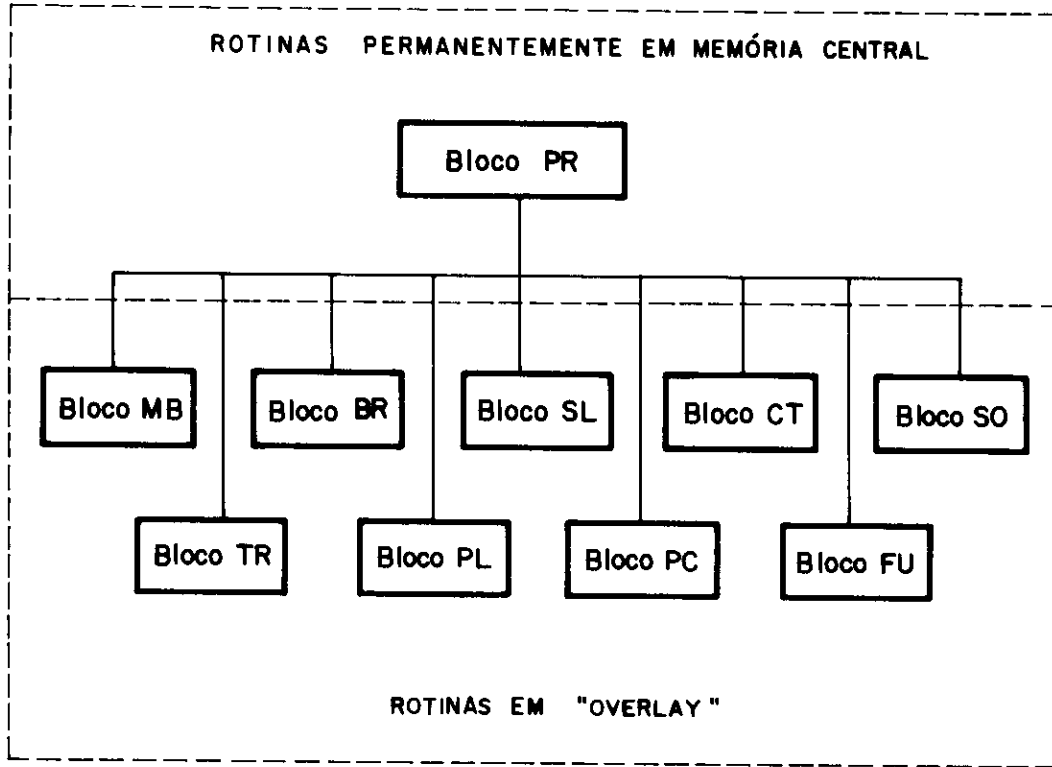 ROTINAS PERMANENTEMENTE EM MEMÓRIA CENTRAL
Bloco PR
Bloco MB
Bloco BR
Bloco SL
Bloco CT
Bloco SO
Bloco TR
Bloco PL
Bloco PC
Bloco FU
ROTINAS EM "OVERLAY"